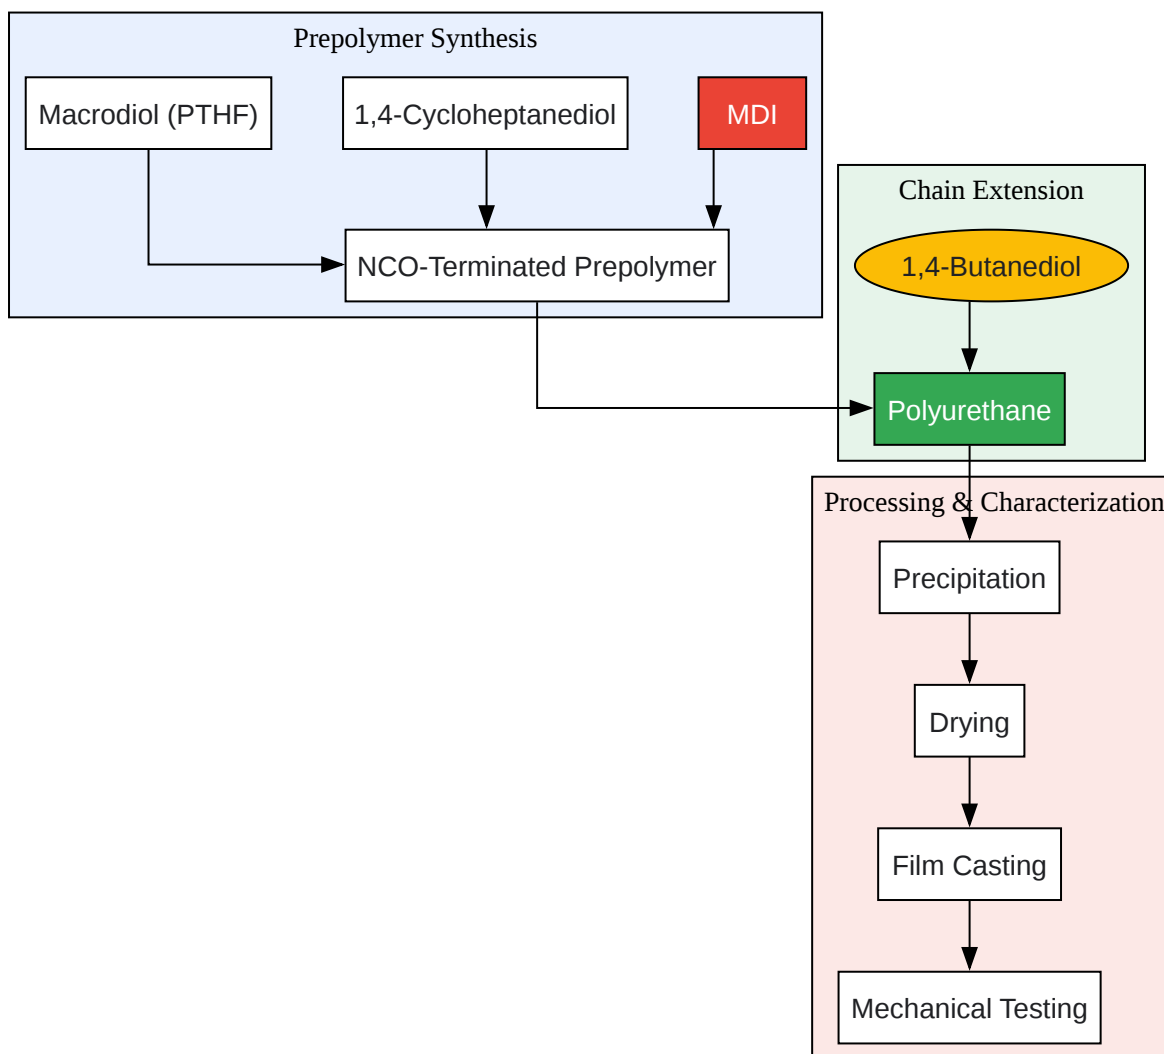 Prepolymer Synthesis
Macrodiol (PTHF)
1,4-Cycloheptanediol
MDI
NCO-Terminated Prepolymer
Chain Extension
1,4-Butanediol
Polyurethane
Processing & Characterization
Precipitation
Drying
Film Casting
Mechanical Testing